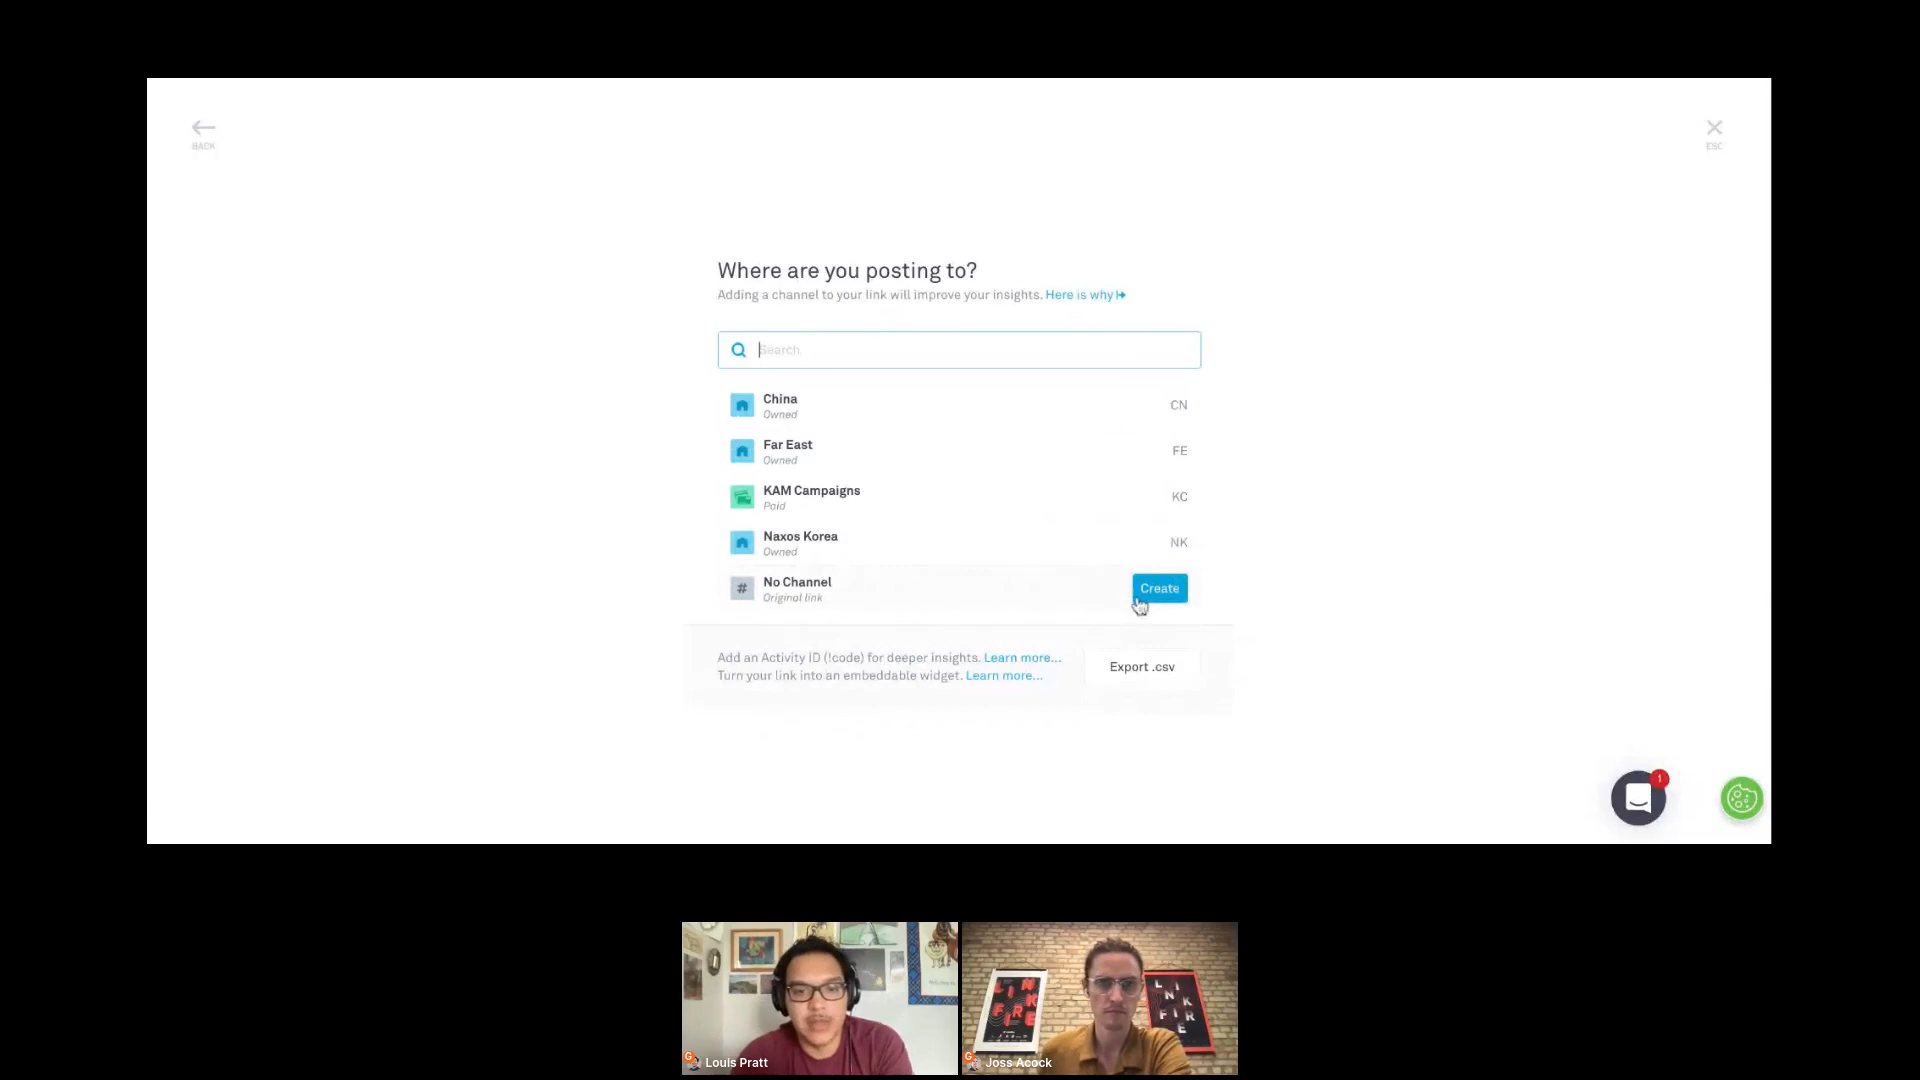 BACK
ESC
Where are you posting to?
Adding a channel to your link will improve your insights. Here is why
Search
China
Owned
CN
Far East
Owned
FE
KAM Campaigns
Paid
KC
Naxos Korea
Owned
NK
No Channel
Original link
Create
Add an Activity ID (!code) for deeper insights. Learn more...
Turn your link into an embeddable widget. Learn more...
Export .csv
1
LINKFIRE
LINKFIRE
G
Louis Pratt
G
Joss Acock